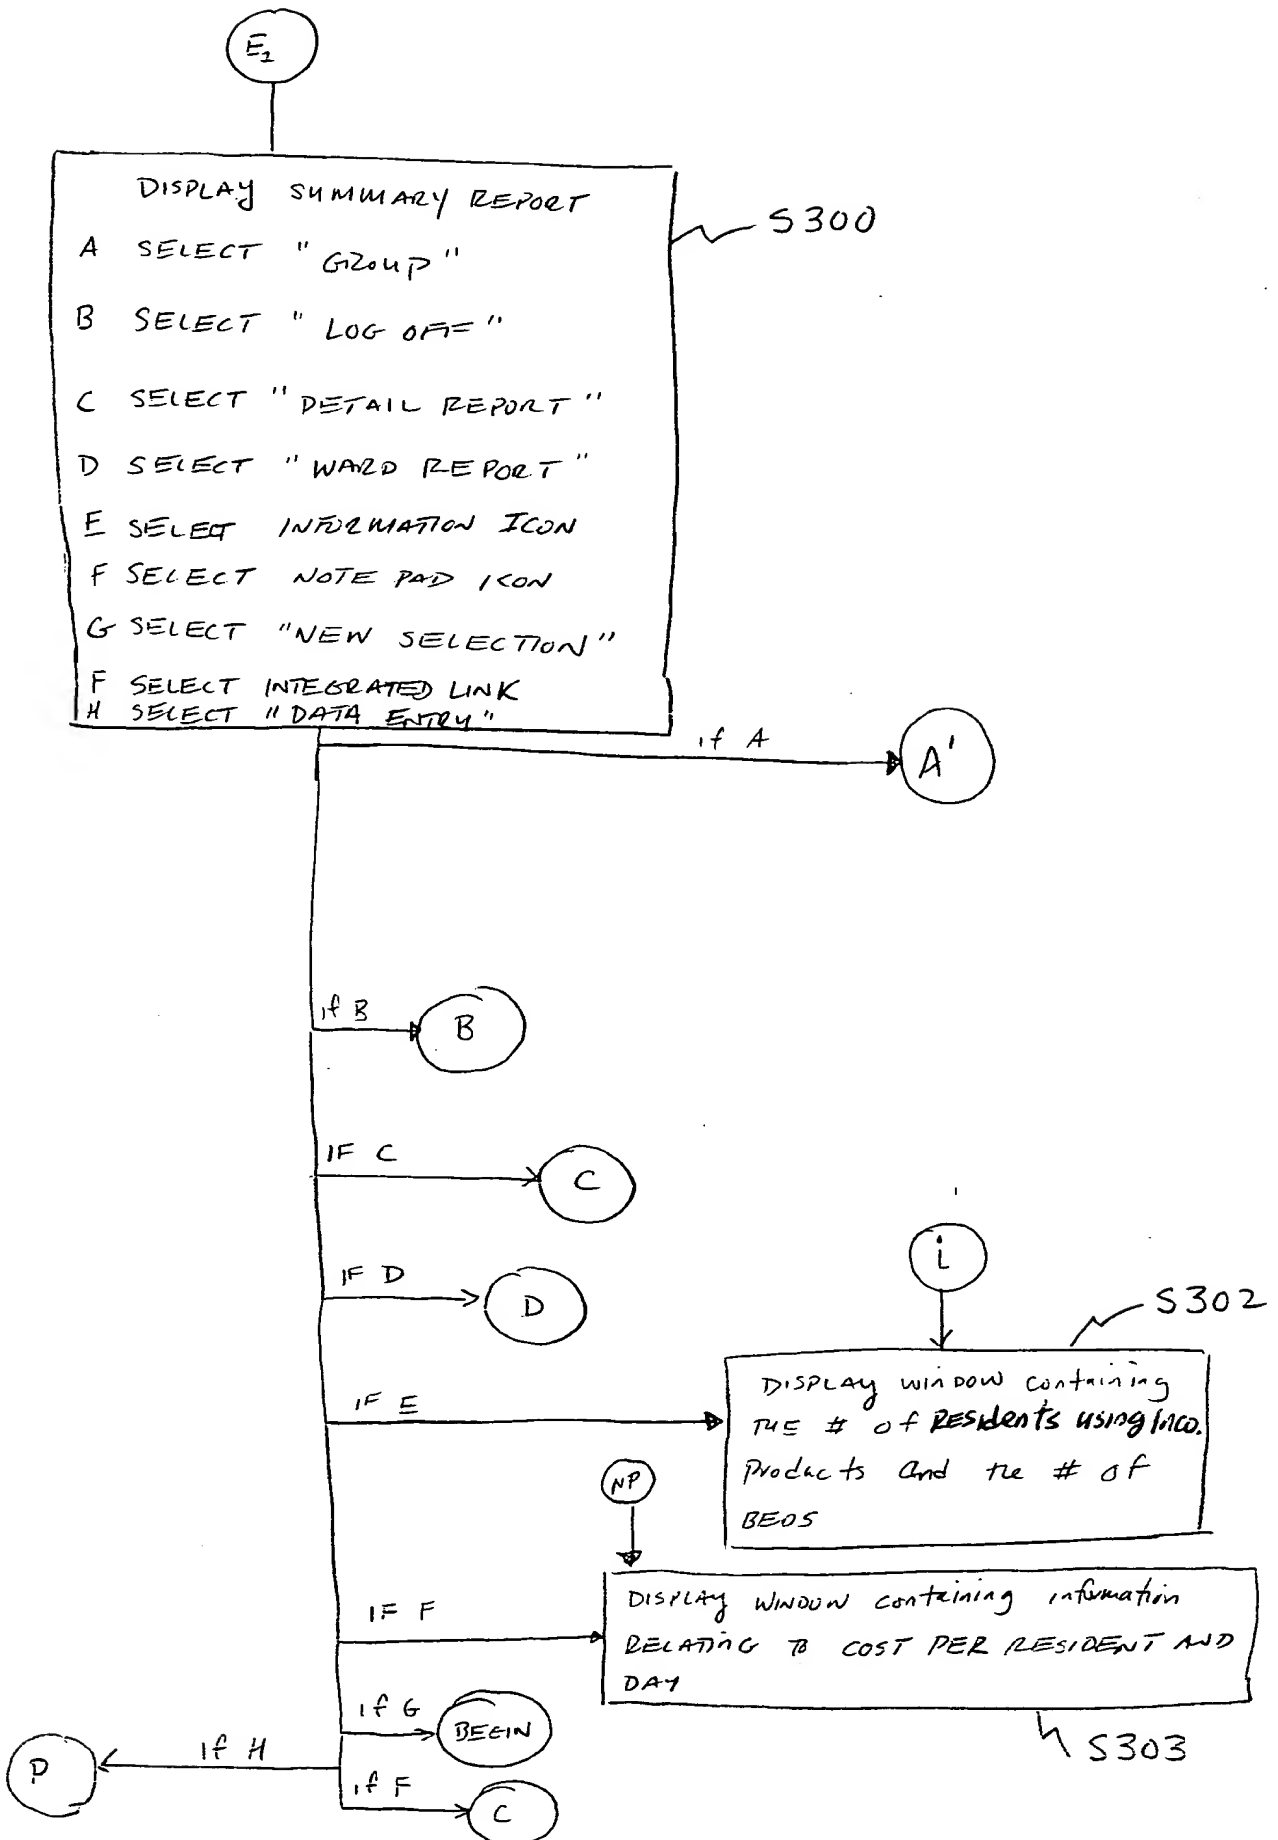 E₂
DISPLAY SUMMARY REPORT
S300
A SELECT "GROUP"
B SELECT "LOG OFF"
C SELECT "DETAIL REPORT"
D SELECT "WARD REPORT"
E SELECT INFORMATION ICON
F SELECT NOTE PAD ICON
G SELECT "NEW SELECTION"
F SELECT INTEGRATED LINK
H SELECT "DATA ENTRY"
if A
A'
if B
B
IF C
C
IF D
D
i
S302
IF E
DISPLAY WINDOW containing
THE # of Residents using Inco.
Products and the # of
BEDS
NP
IF F
DISPLAY WINDOW containing information
RELATING TO COST PER RESIDENT AND
DAY
S303
if G
BEGIN
if H
P
if F
C